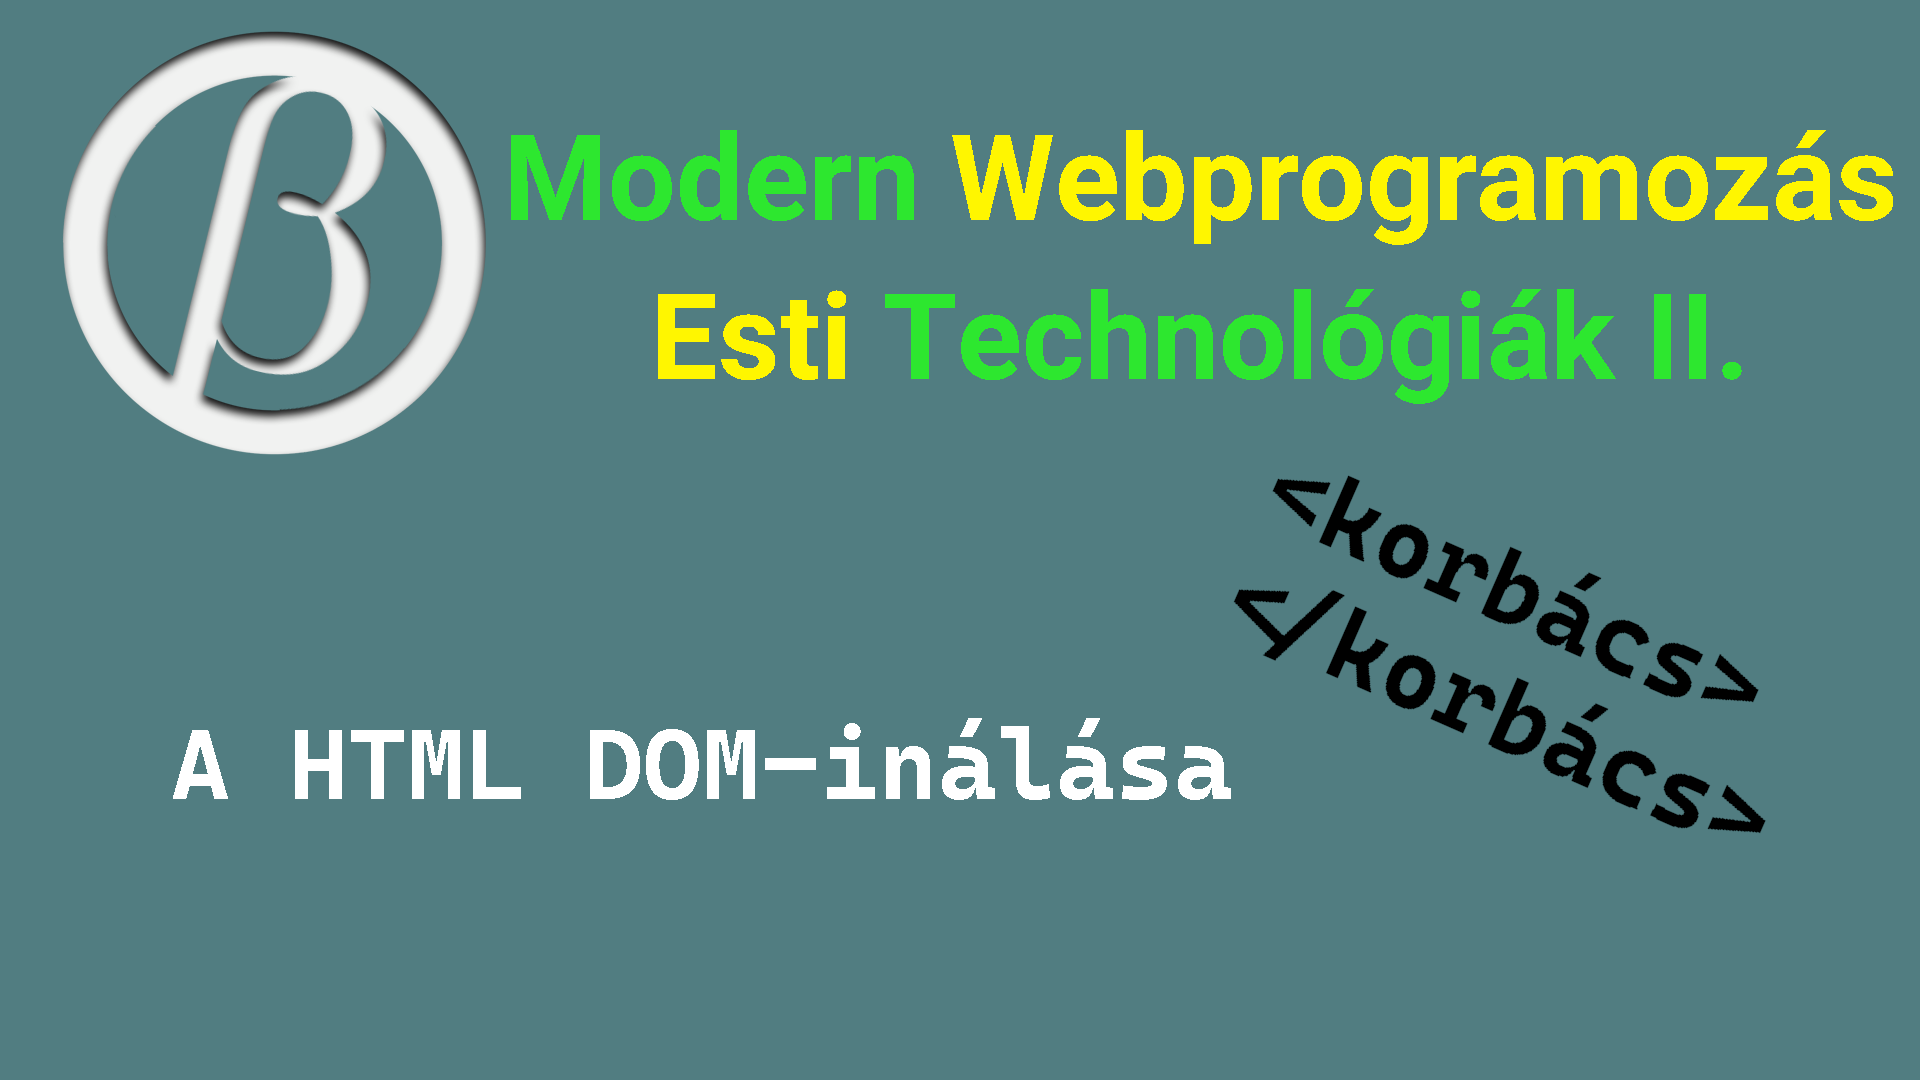 β
Modern Webprogramozás
Esti Technológiák II.
<korbács>
</korbács>
A HTML DOM-inálása